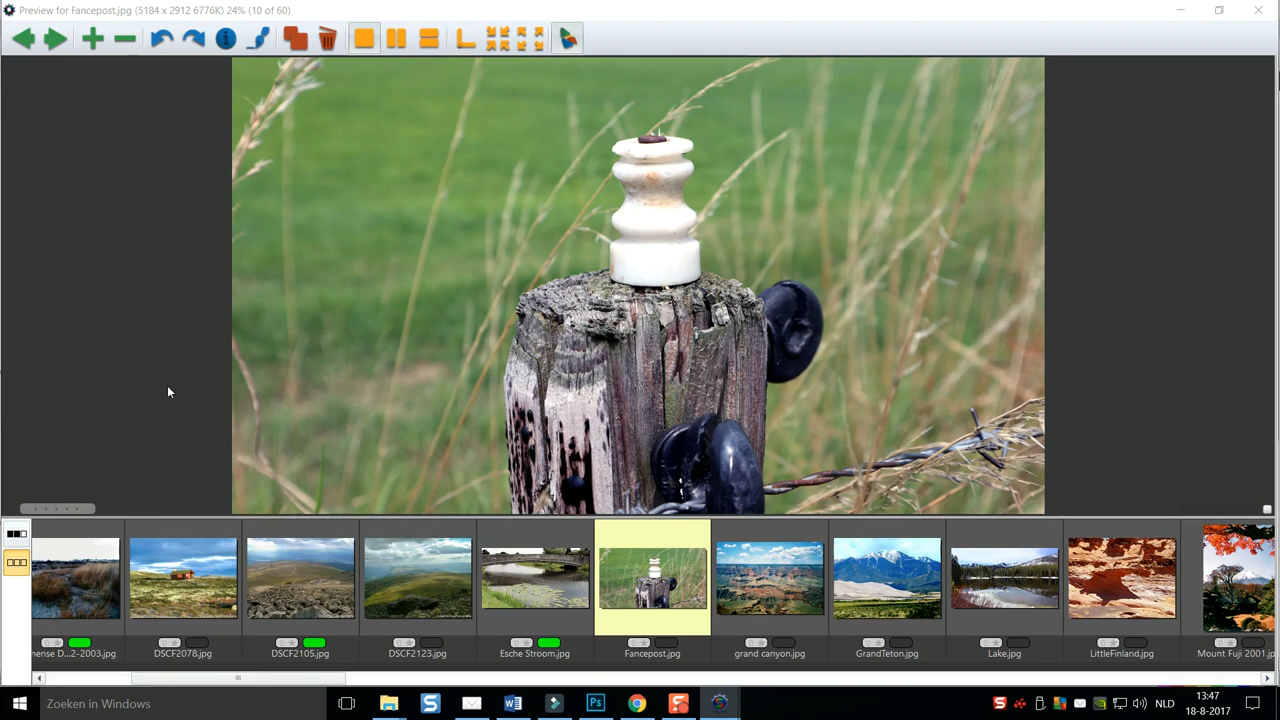 Preview for Fancepost.jpg (5184 x 2912 6776K) 24% (10 of 60)
nense D...2-2003.jpg
DSCF2078.jpg
DSCF2105.jpg
DSCF2123.jpg
Esche Stroom.jpg
Fancepost.jpg
grand canyon.jpg
GrandTeton.jpg
Lake.jpg
LittleFinland.jpg
Mount Fuji 2001.jp
Zoeken in Windows
NLD
13:47
18-8-2017